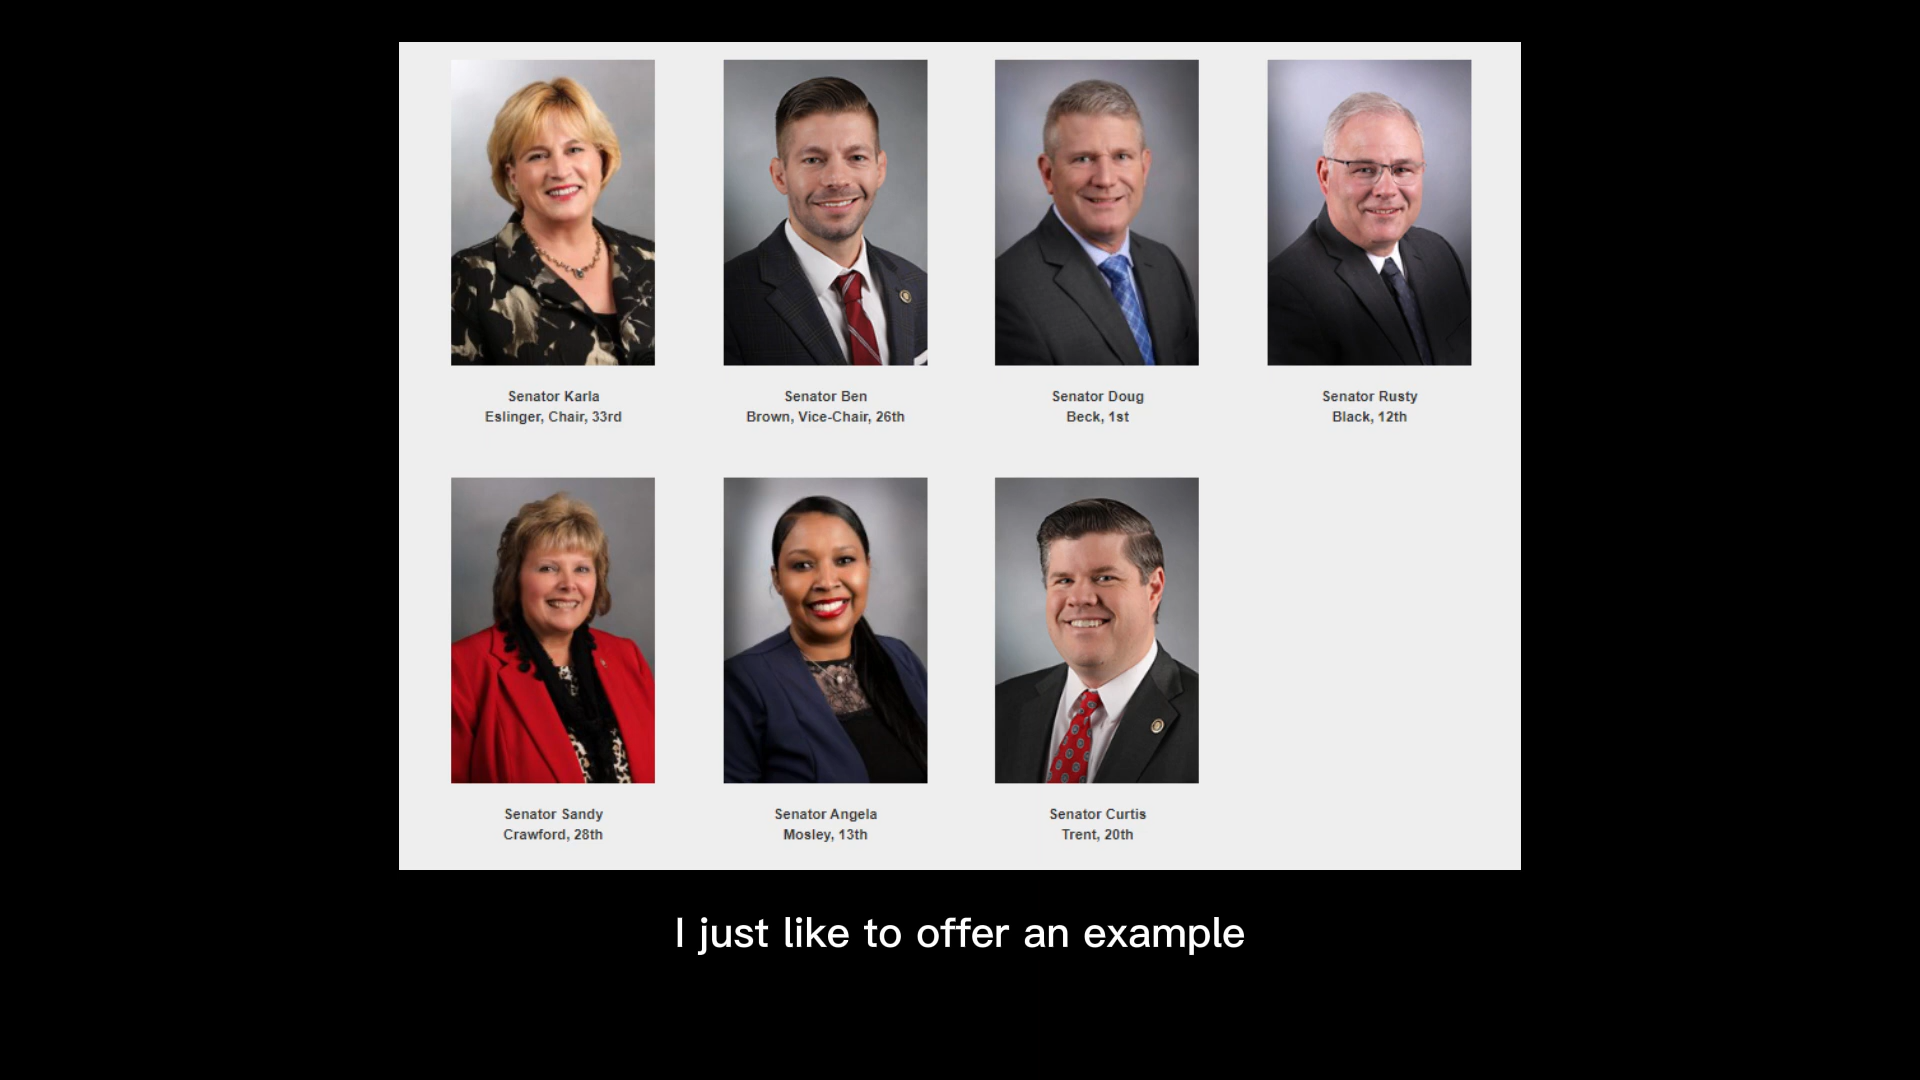 Senator Karla
Eslinger, Chair, 33rd
Senator Ben
Brown, Vice-Chair, 26th
Senator Doug
Beck, 1st
Senator Rusty
Black, 12th
Senator Sandy
Crawford, 28th
Senator Angela
Mosley, 13th
Senator Curtis
Trent, 20th
I just like to offer an example